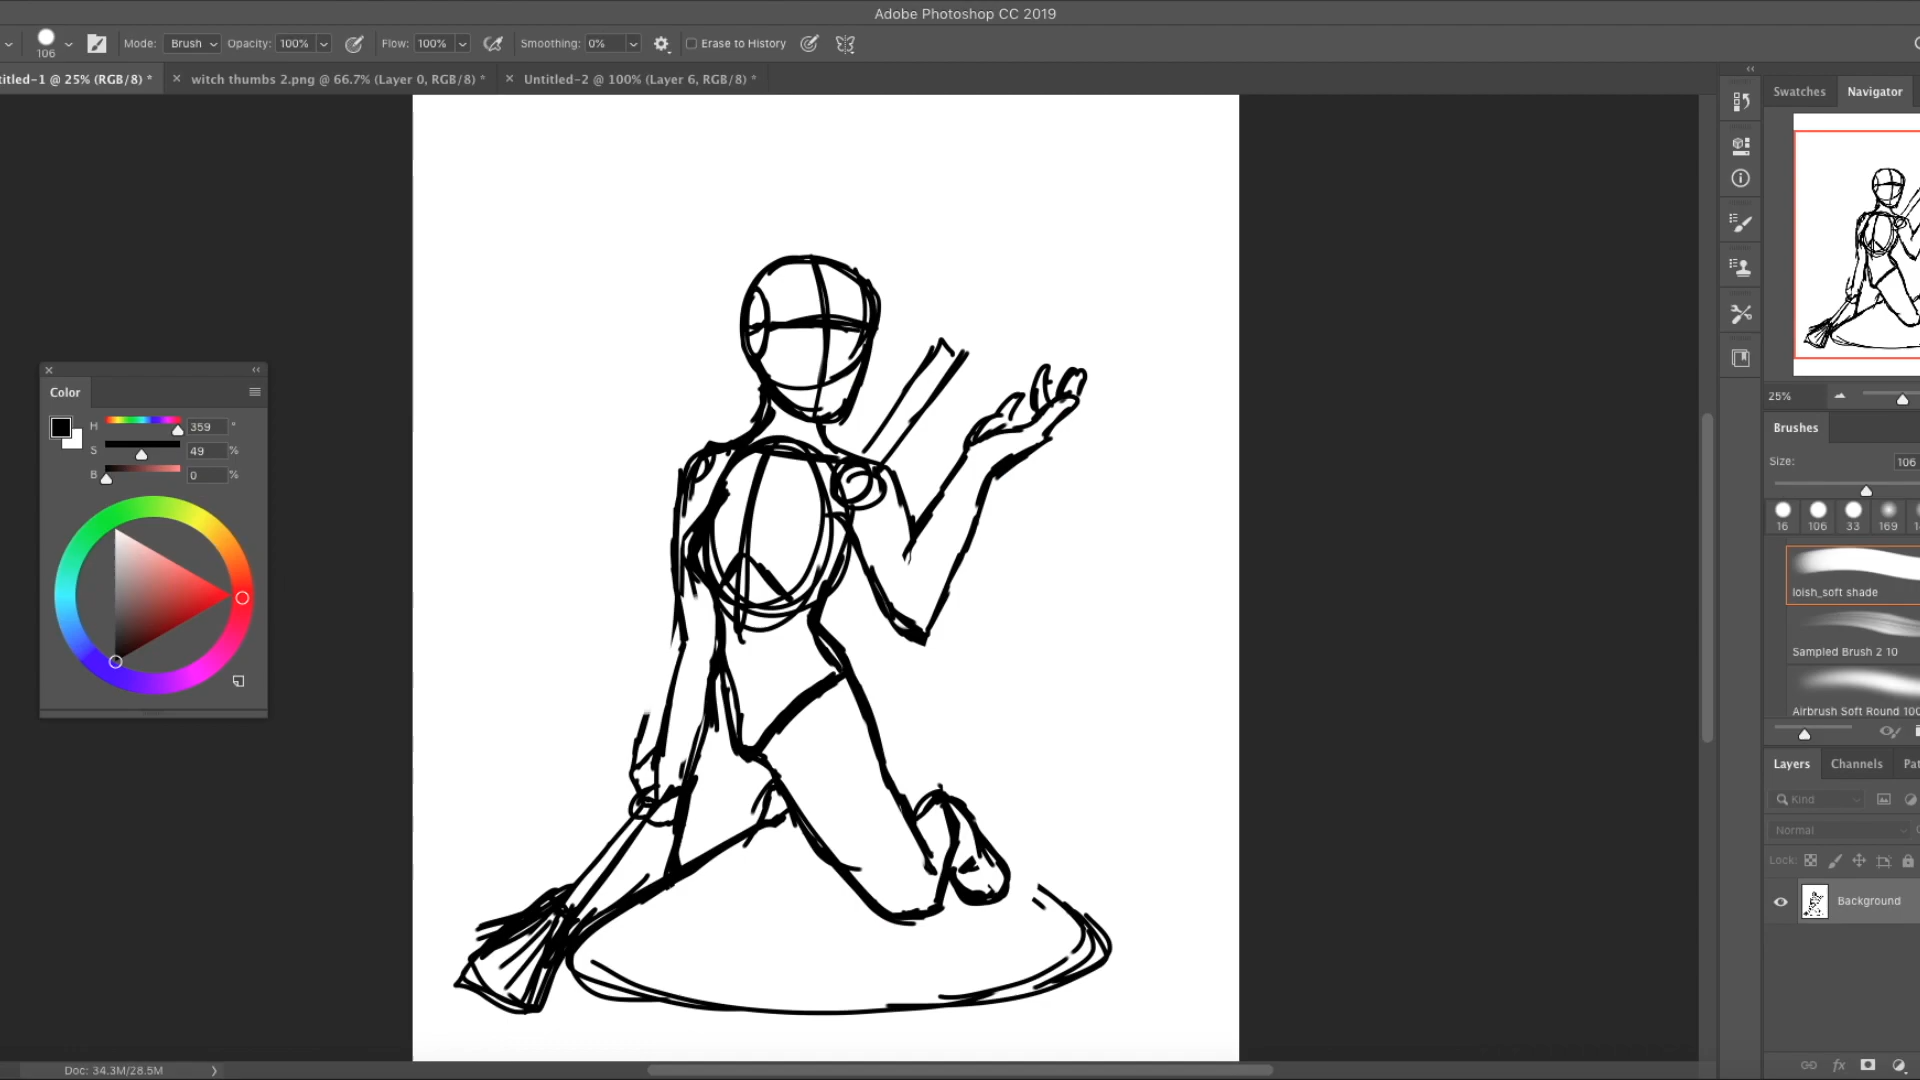 Adobe Photoshop CC 2019
106
Mode: Brush Opacity: 100% Flow: 100% Smoothing: 0% Erase to History
titled-1 @ 25% (RGB/8) * × witch thumbs 2.png @ 66.7% (Layer 0, RGB/8) * × Untitled-2 @ 100% (Layer 6, RGB/8) *
Swatches Navigator
25%
Color
H 359 °
S 49 %
B 0 %
Brushes
Size: 106
16 106 33 169
loish_soft shade
Sampled Brush 2 10
Airbrush Soft Round 100
Layers Channels Pat
Kind
Normal
Lock:
Background
fx
Doc: 34.3M/28.5M